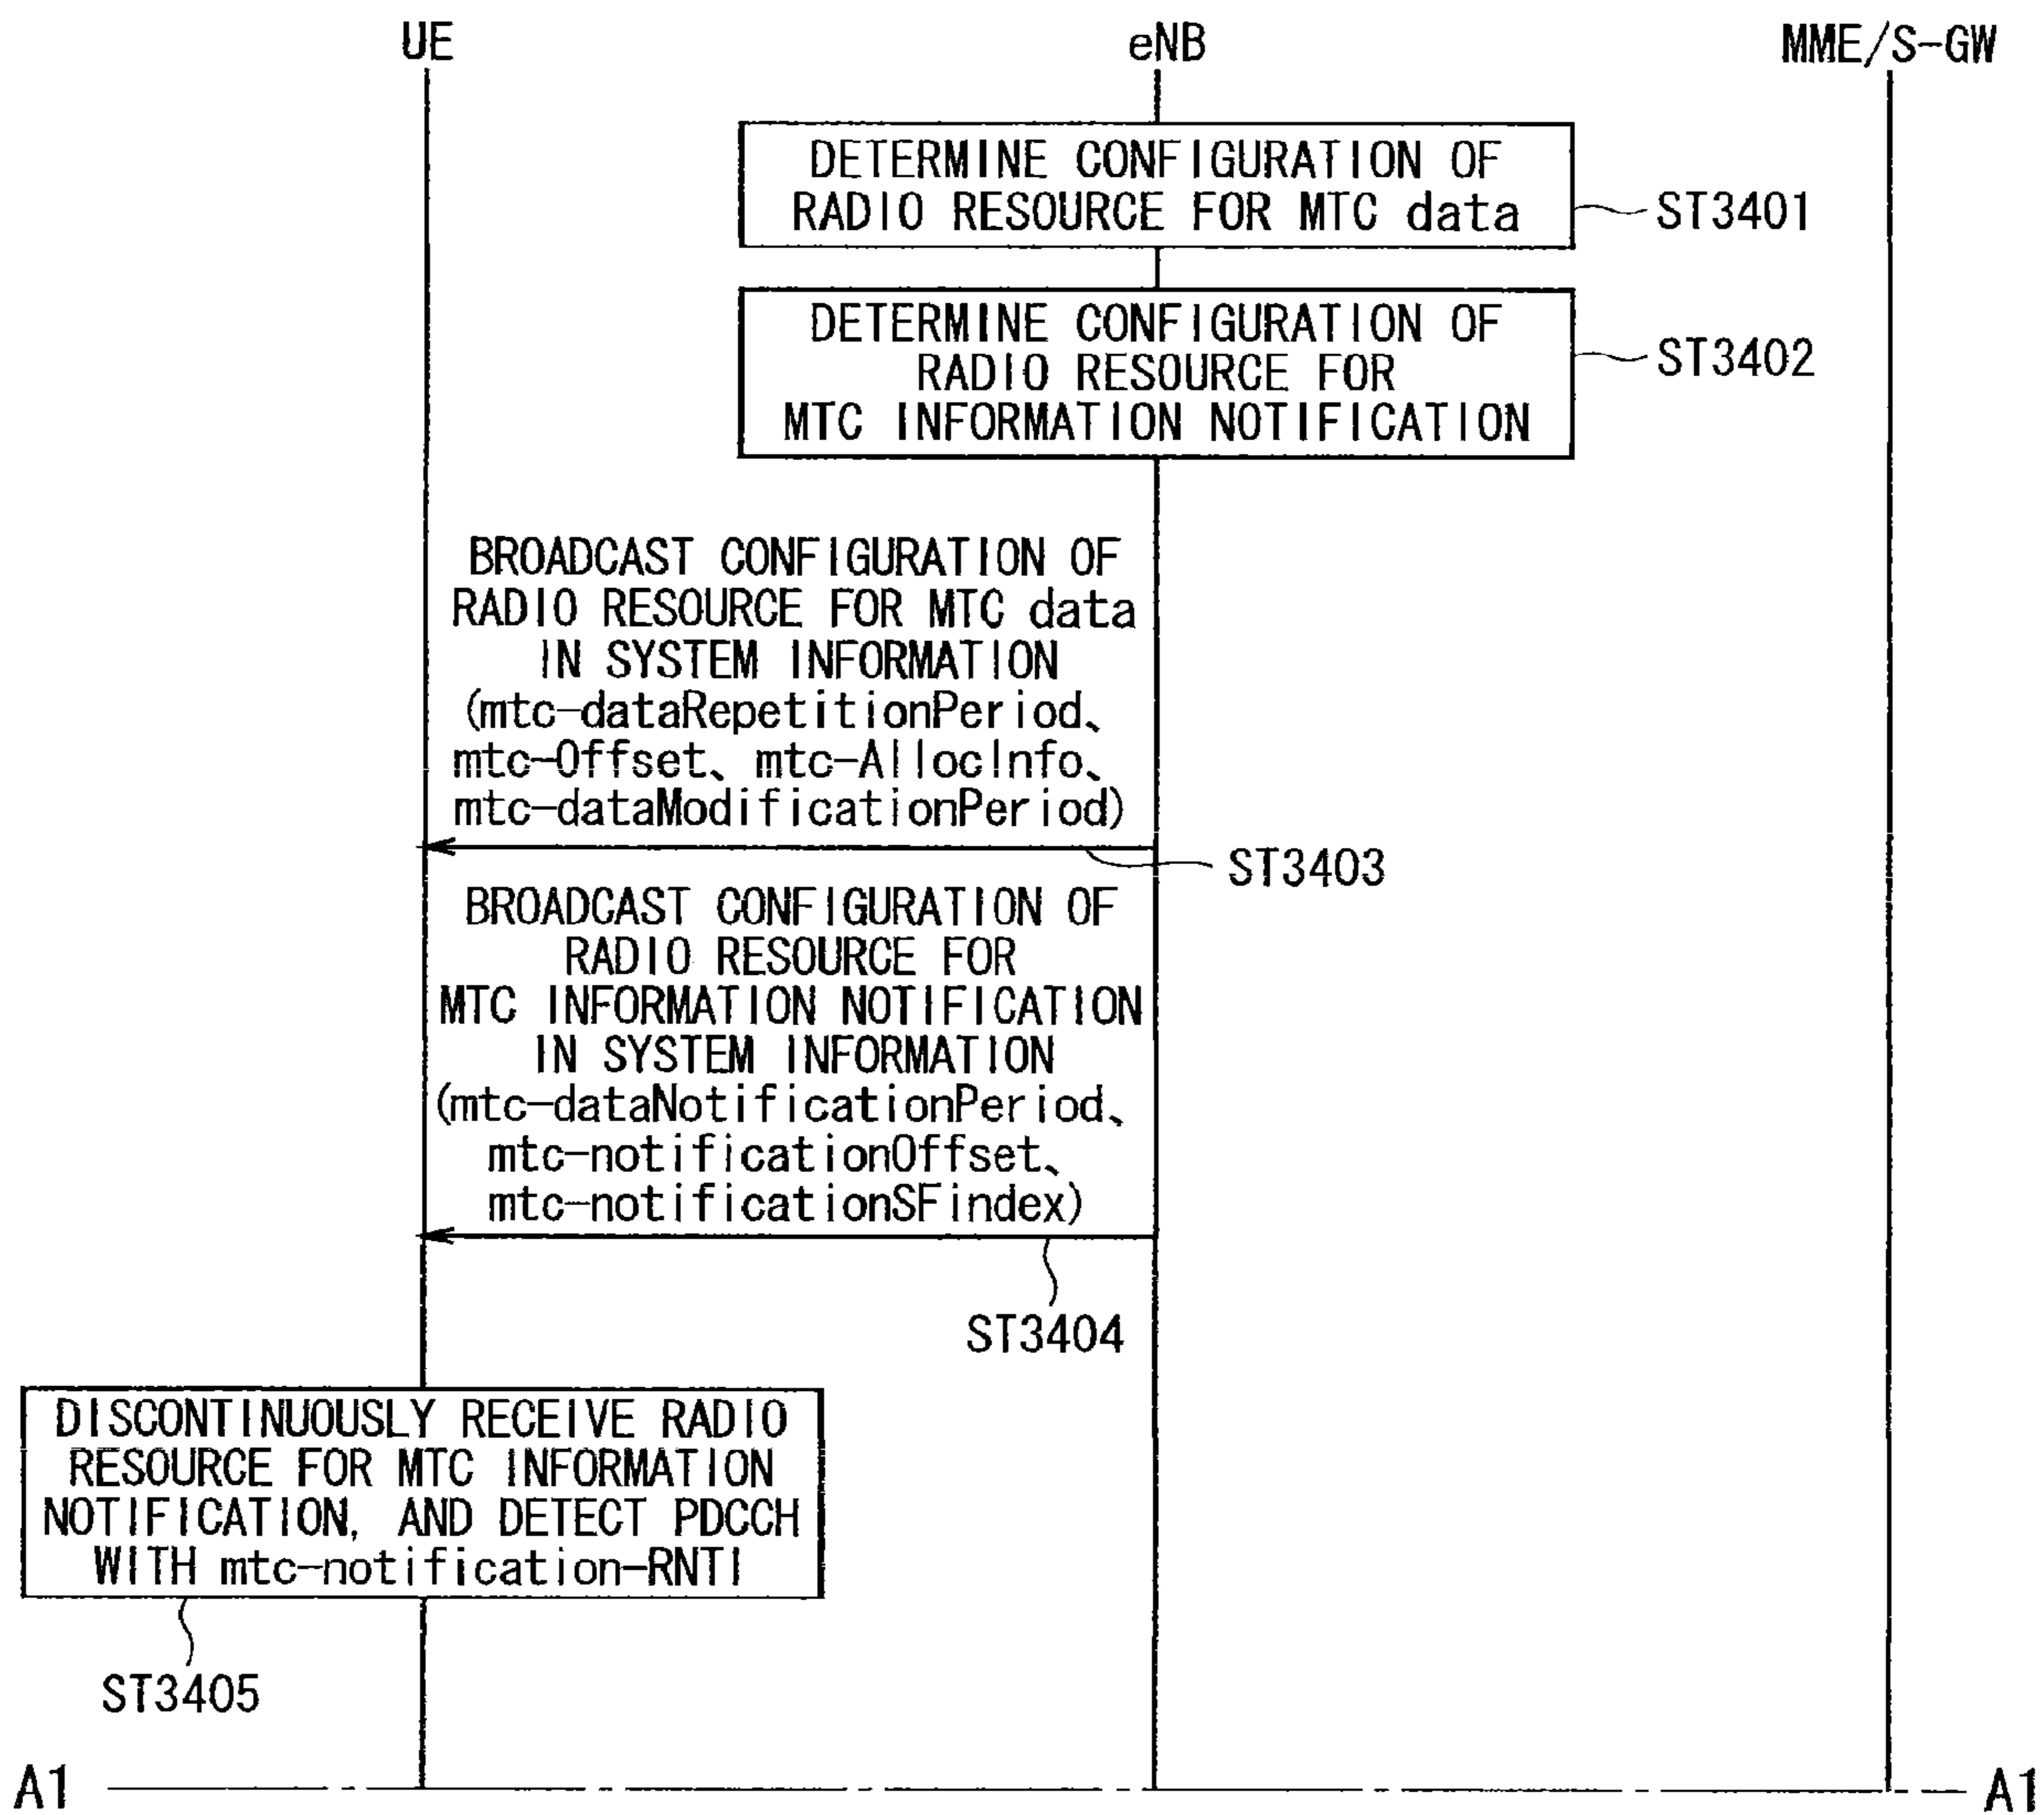 UE
eNB
MME/S-GW
DETERMINE CONFIGURATION OF
RADIO RESOURCE FOR MTC data
ST3401
DETERMINE CONFIGURATION OF
RADIO RESOURCE FOR
MTC INFORMATION NOTIFICATION
ST3402
BROADCAST CONFIGURATION OF
RADIO RESOURCE FOR MTC data
IN SYSTEM INFORMATION
(mtc-dataRepetitionPeriod、
mtc-Offset、mtc-AllocInfo、
mtc-dataModificationPeriod)
ST3403
BROADCAST CONFIGURATION OF
RADIO RESOURCE FOR
MTC INFORMATION NOTIFICATION
IN SYSTEM INFORMATION
(mtc-dataNotificationPeriod、
mtc-notificationOffset、
mtc-notificationSFindex)
ST3404
DISCONTINUOUSLY RECEIVE RADIO
RESOURCE FOR MTC INFORMATION
NOTIFICATION, AND DETECT PDCCH
WITH mtc-notification-RNTI
ST3405
A1
A1